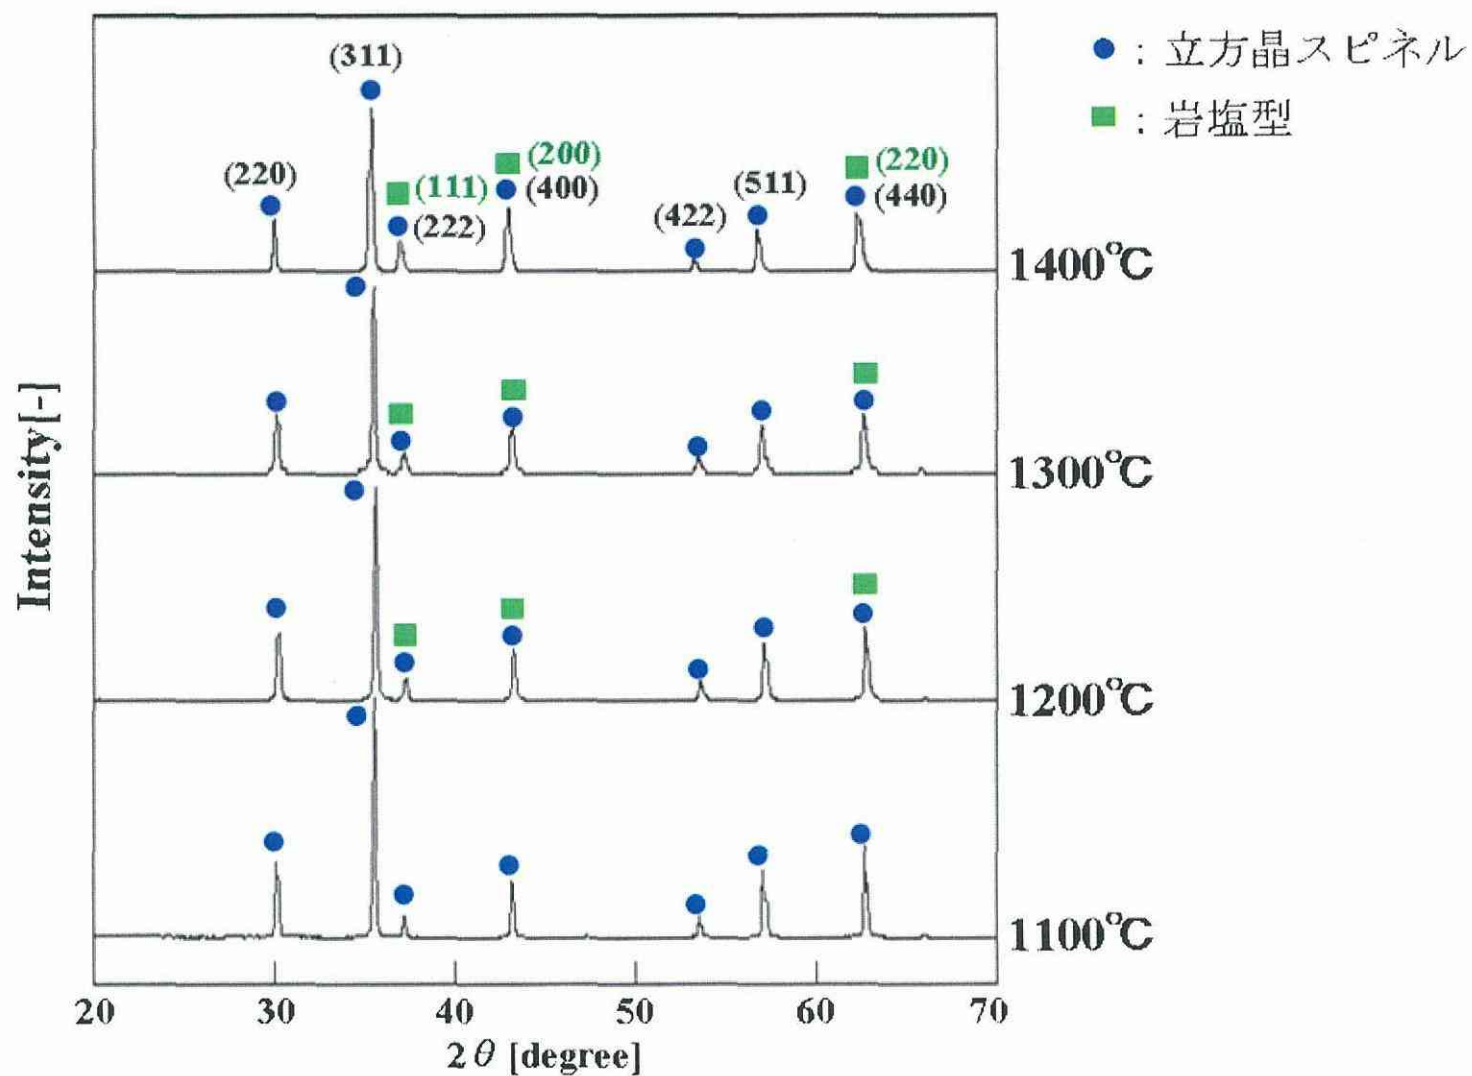 ● : 立方晶スピネル
■ : 岩塩型
(311)
(220)
(111)
(222)
(200)
(400)
(422)
(511)
(220)
(440)
1400℃
1300℃
1200℃
1100℃
Intensity[-]
20 30 40 50 60 70
2θ [degree]